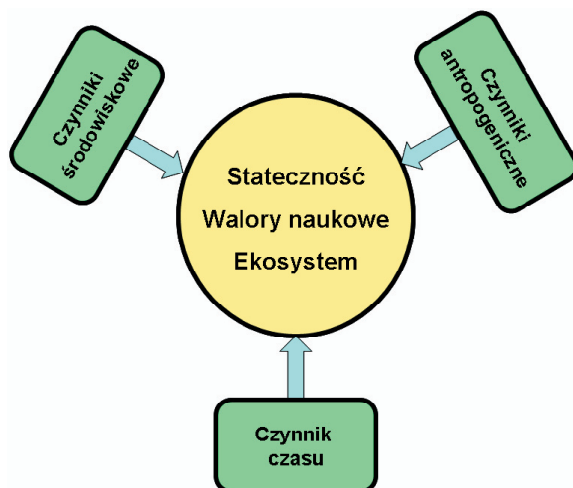 Czynniki
środowiskowe
Czynniki
antropogeniczne
Stateczność
Walory naukowe
Ekosystem
Czynnik
czasu